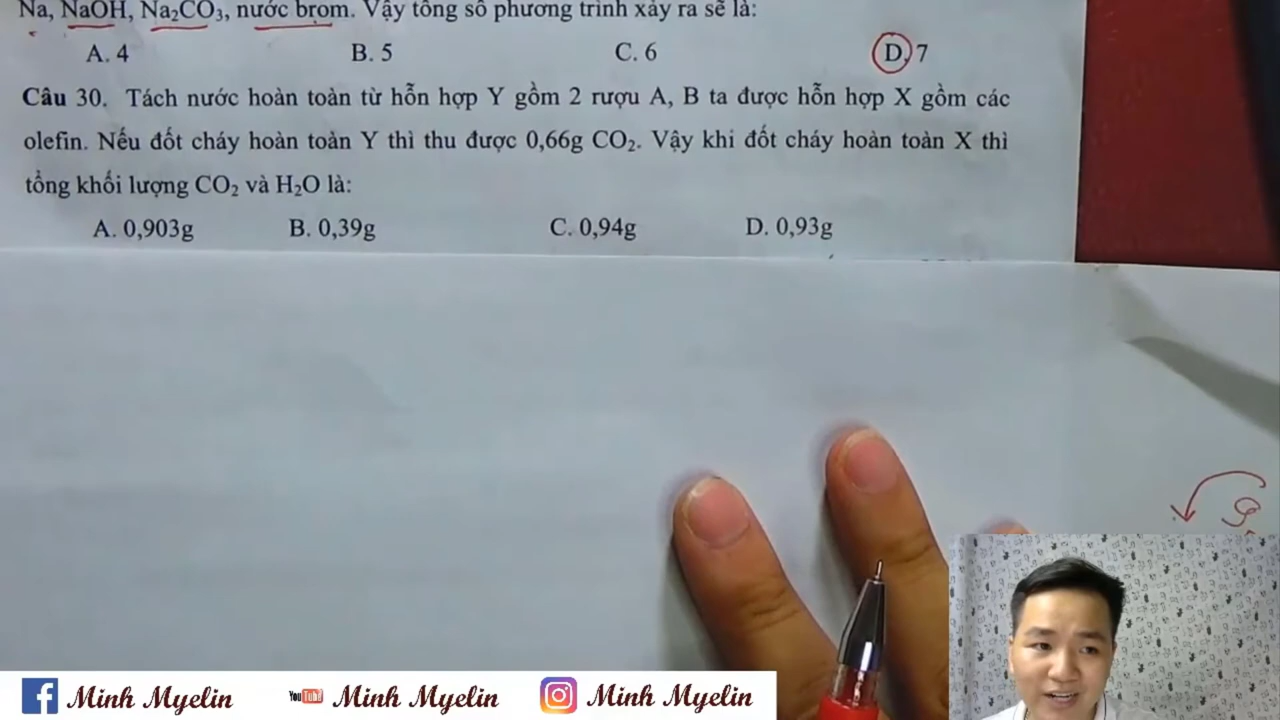 Na, NaOH, Na₂CO₃, nước brom. Vậy tổng số phương trình xảy ra sẽ là:
A. 4 B. 5 C. 6 D. 7
Câu 30. Tách nước hoàn toàn từ hỗn hợp Y gồm 2 rượu A, B ta được hỗn hợp X gồm các
olefin. Nếu đốt cháy hoàn toàn Y thì thu được 0,66g CO₂. Vậy khi đốt cháy hoàn toàn X thì
tổng khối lượng CO₂ và H₂O là:
A. 0,903g B. 0,39g C. 0,94g D. 0,93g
Minh Myelin YouTube Minh Myelin Minh Myelin